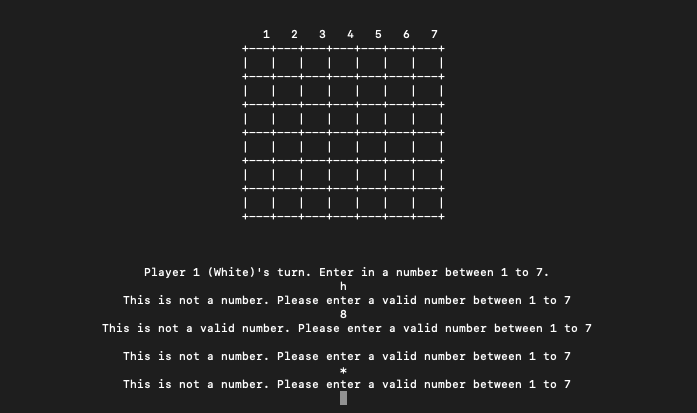 1 2 3 4 5 6 7
+---+---+---+---+---+---+---+
| | | | | | | |
+---+---+---+---+---+---+---+
| | | | | | | |
+---+---+---+---+---+---+---+
| | | | | | | |
+---+---+---+---+---+---+---+
| | | | | | | |
+---+---+---+---+---+---+---+
| | | | | | | |
+---+---+---+---+---+---+---+
| | | | | | | |
+---+---+---+---+---+---+---+
Player 1 (White)'s turn. Enter in a number between 1 to 7.
h
This is not a number. Please enter a valid number between 1 to 7
8
This is not a valid number. Please enter a valid number between 1 to 7
This is not a number. Please enter a valid number between 1 to 7
*
This is not a number. Please enter a valid number between 1 to 7